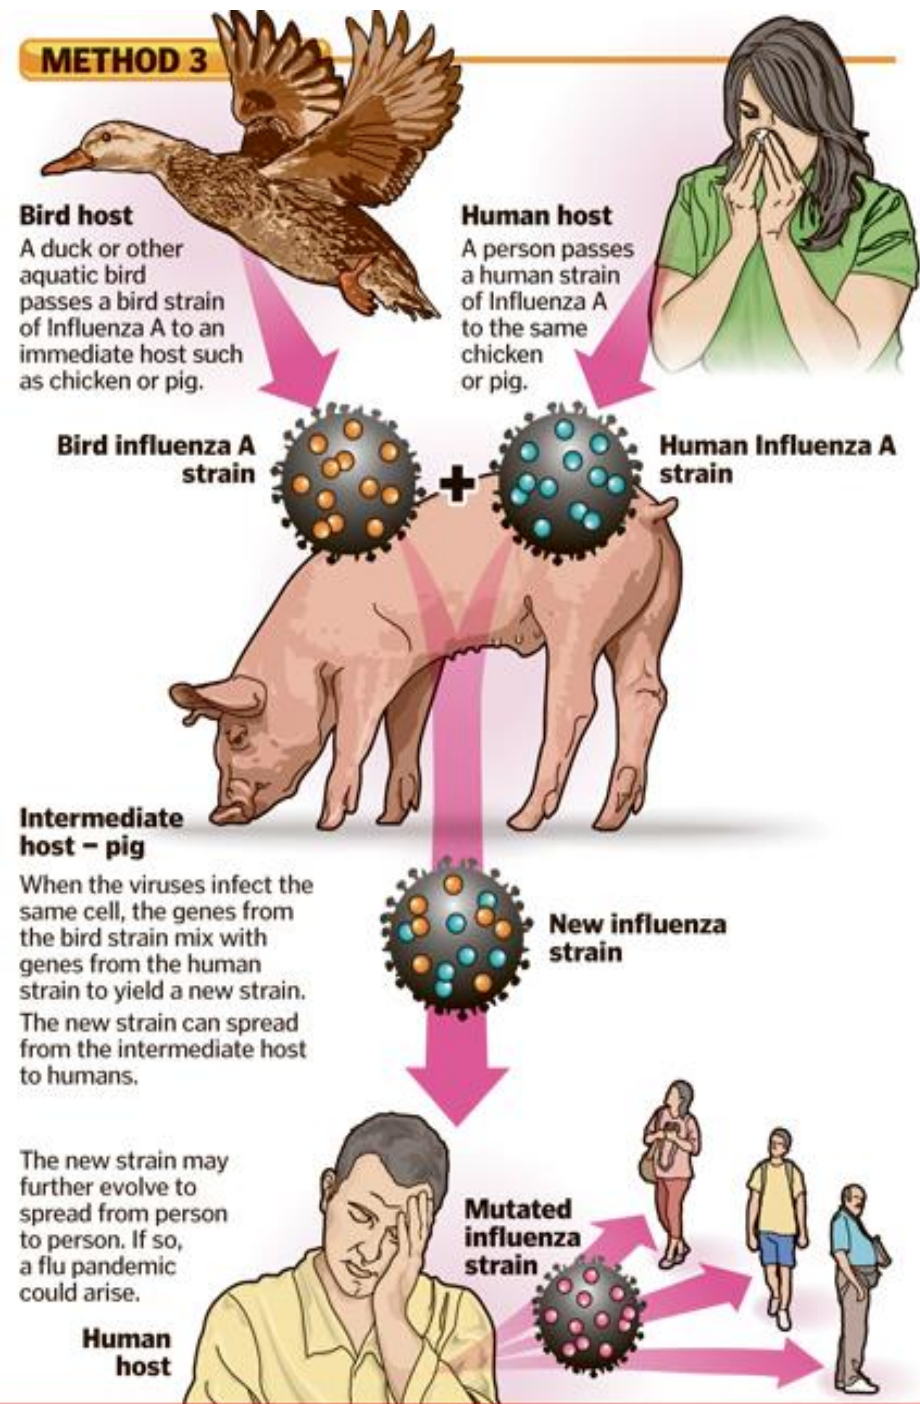 METHOD 3
Bird host
A duck or other
aquatic bird
passes a bird strain
of Influenza A to an
immediate host such
as chicken or pig.
Human host
A person passes
a human strain
of Influenza A
to the same
chicken
or pig.
Bird influenza A
strain
+
Human Influenza A
strain
Intermediate
host – pig
When the viruses infect the
same cell, the genes from
the bird strain mix with
genes from the human
strain to yield a new strain.
The new strain can spread
from the intermediate host
to humans.
New influenza
strain
The new strain may
further evolve to
spread from person
to person. If so,
a flu pandemic
could arise.
Human
host
Mutated
influenza
strain